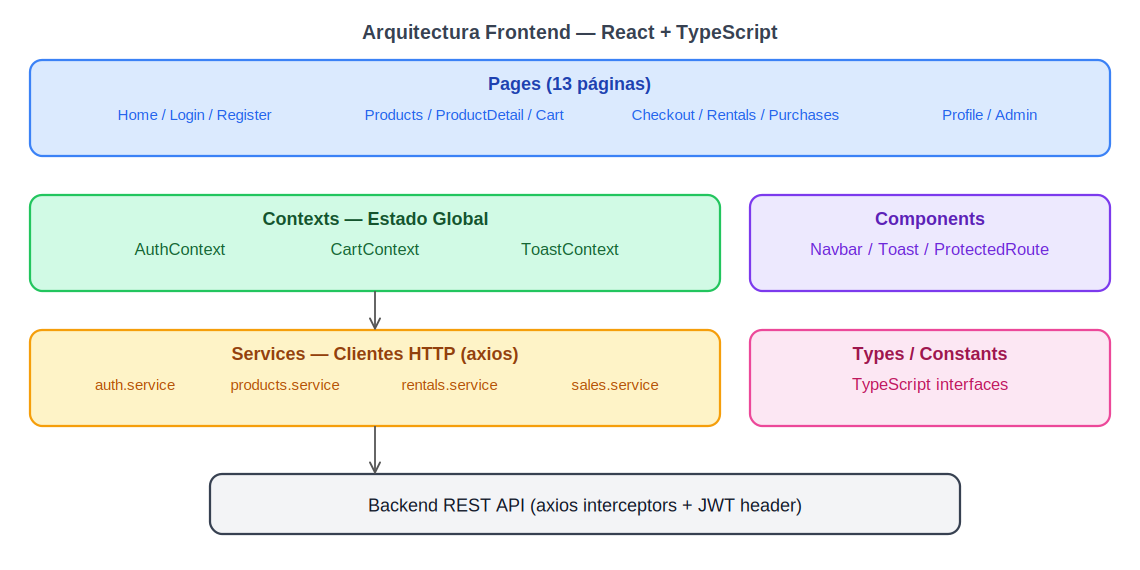 Arquitectura Frontend — React + TypeScript
Pages (13 páginas)
Home / Login / Register
Products / ProductDetail / Cart
Checkout / Rentals / Purchases
Profile / Admin
Contexts — Estado Global
AuthContext
CartContext
ToastContext
Components
Navbar / Toast / ProtectedRoute
Services — Clientes HTTP (axios)
auth.service
products.service
rentals.service
sales.service
Types / Constants
TypeScript interfaces
Backend REST API (axios interceptors + JWT header)